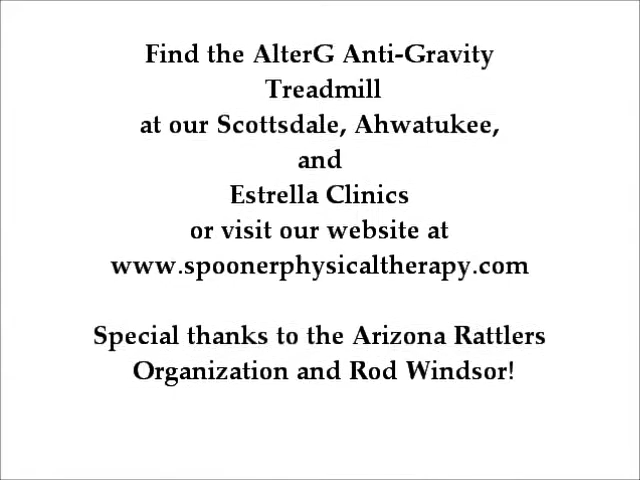 Find the AlterG Anti-Gravity
Treadmill
at our Scottsdale, Ahwatukee,
and
Estrella Clinics
or visit our website at
www.spoonerphysicaltherapy.com
Special thanks to the Arizona Rattlers
Organization and Rod Windsor!